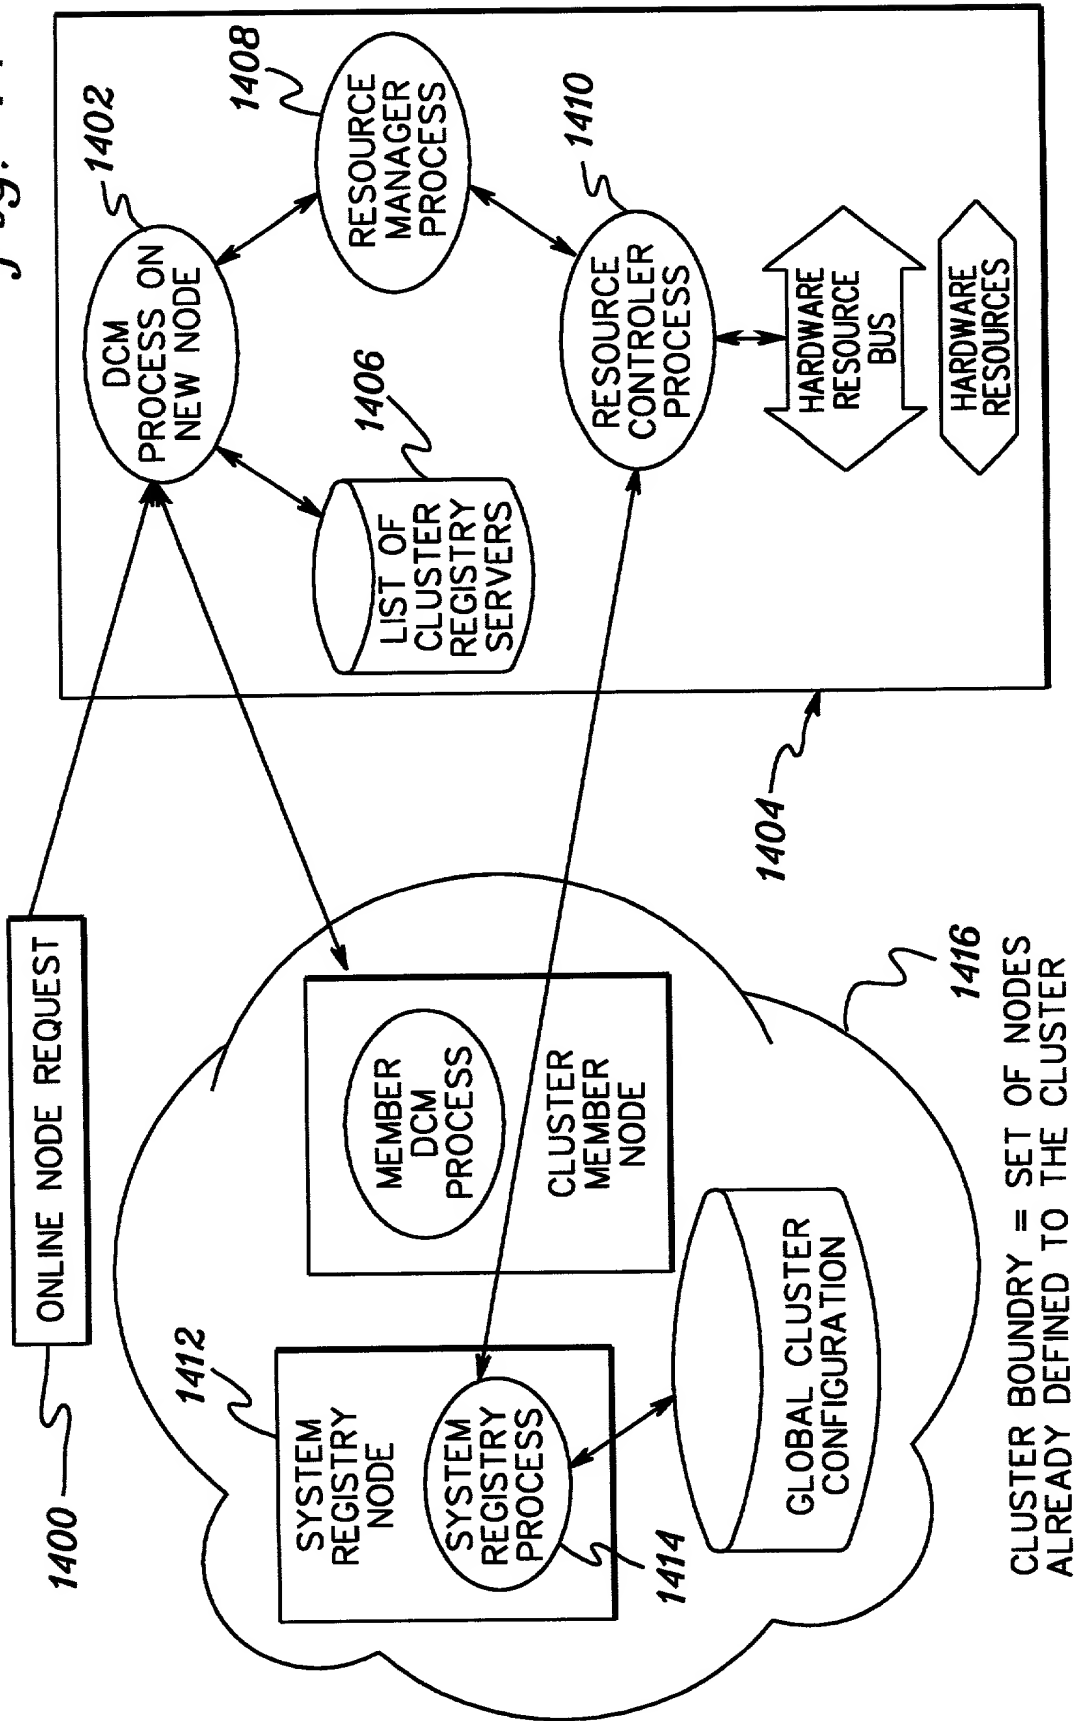 fig.
1400
ONLINE NODE REQUEST
1402
DCM
PROCESS ON
NEW NODE
1408
RESOURCE
MANAGER
PROCESS
1406
LIST OF
CLUSTER
REGISTRY
SERVERS
1410
RESOURCE
CONTROLER
PROCESS
HARDWARE
RESOURCE
BUS
HARDWARE
RESOURCES
1404
1412
SYSTEM
REGISTRY
NODE
SYSTEM
REGISTRY
PROCESS
1414
MEMBER
DCM
PROCESS
CLUSTER
MEMBER
NODE
GLOBAL CLUSTER
CONFIGURATION
1416
CLUSTER BOUNDRY = SET OF NODES
ALREADY DEFINED TO THE CLUSTER